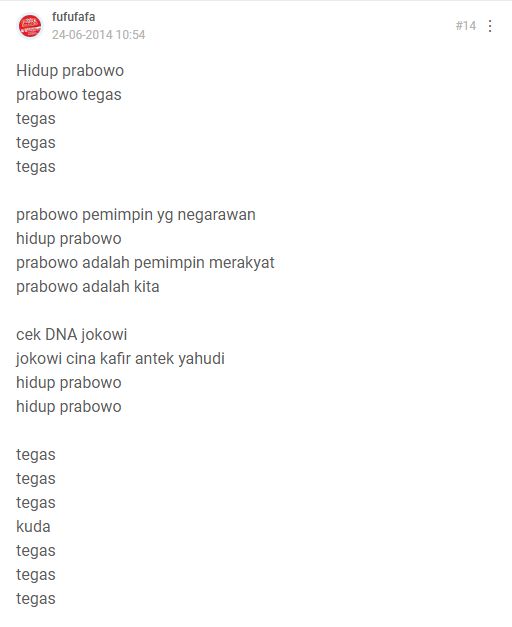 fufufafa
24-06-2014 10:54
#14
Hidup prabowo
prabowo tegas
tegas
tegas
tegas
prabowo pemimpin yg negarawan
hidup prabowo
prabowo adalah pemimpin merakyat
prabowo adalah kita
cek DNA jokowi
jokowi cina kafir antek yahudi
hidup prabowo
hidup prabowo
tegas
tegas
tegas
kuda
tegas
tegas
tegas